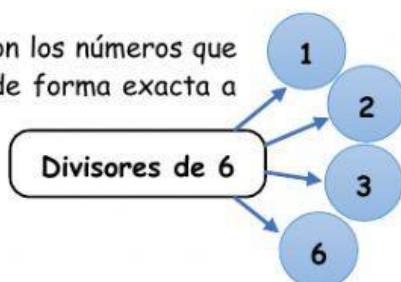 on los números que
de forma exacta a
Divisores de 6
1
2
3
6